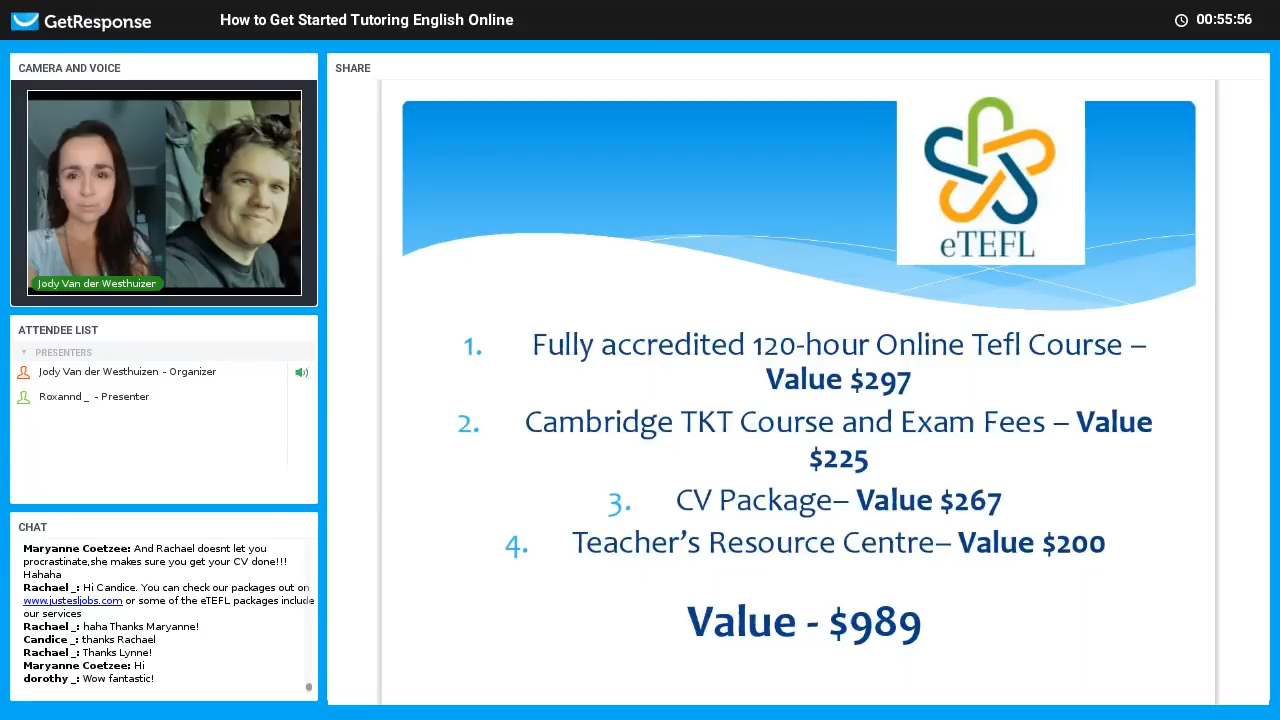 GetResponse
How to Get Started Tutoring English Online
00:55:56
CAMERA AND VOICE
Jody Van der Westhuizen
ATTENDEE LIST
PRESENTERS
Jody Van der Westhuizen - Organizer
Roxannd _ - Presenter
CHAT
Maryanne Coetzee: And Rachael doesnt let you
procrastinate,she makes sure you get your CV done!!!
Hahaha
Rachael _: Hi Candice. You can check our packages out on
www.justesljobs.com or some of the eTEFL packages include
our services
Rachael _: haha Thanks Maryanne!
Candice _: thanks Rachael
Rachael _: Thanks Lynne!
Maryanne Coetzee: Hi
dorothy _: Wow fantastic!
SHARE
eTEFL
1. Fully accredited 120-hour Online Tefl Course –
Value $297
2. Cambridge TKT Course and Exam Fees – Value
$225
3. CV Package– Value $267
4. Teacher's Resource Centre– Value $200
Value - $989